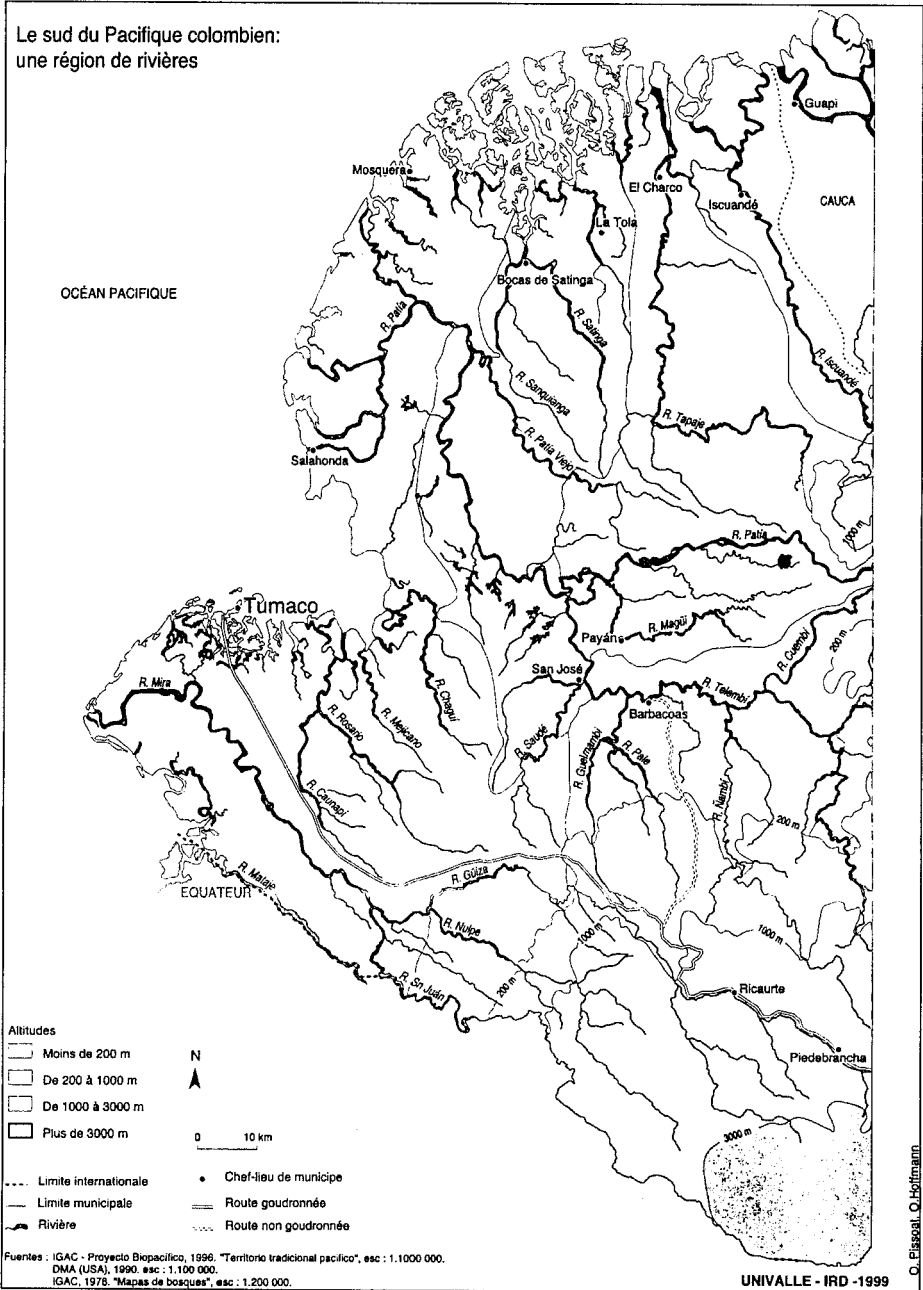 Le sud du Pacifique colombien:
une région de rivières
Guapi
Mosquera
El Charco
Iscuandé
CAUCA
La Tola
OCÉAN PACIFIQUE
Bocas de Satinga
R. Patía
R. Satinga
R. Iscuandé
R. Sanquianga
R. Tapaje
R. Patía Viejo
Salahonda
1000 m
R. Patía
Tumaco
Payáns
R. Magüi
R. Cuembí
200 m
San José
R. Mira
R. Chaguí
R. Telembí
Barbacoas
R. Rosario
R. Mejicano
R. Saudé
R. Guelmambí
R. Pale
R. Ñambí
R. Caunapí
200 m
R. Mataje
EQUATEUR
R. Güiza
R. Nulpe
1000 m
1000 m
R. Sn Juán
200 m
Ricaurte
Piedebrancha
3000 m
Altitudes
Moins de 200 m
De 200 à 1000 m
De 1000 à 3000 m
Plus de 3000 m
N
0 10 km
Limite internationale
Limite municipale
Rivière
Chef-lieu de municipe
Route goudronnée
Route non goudronnée
Fuentes : IGAC - Proyecto Biopacífico, 1996. "Territorio tradicional pacifico", esc : 1.1000 000.
DMA (USA), 1990. esc : 1.100 000.
IGAC, 1978. "Mapas de bosques", esc : 1.200 000.
UNIVALLE - IRD -1999
O. Pissoat, O.Hoffmann